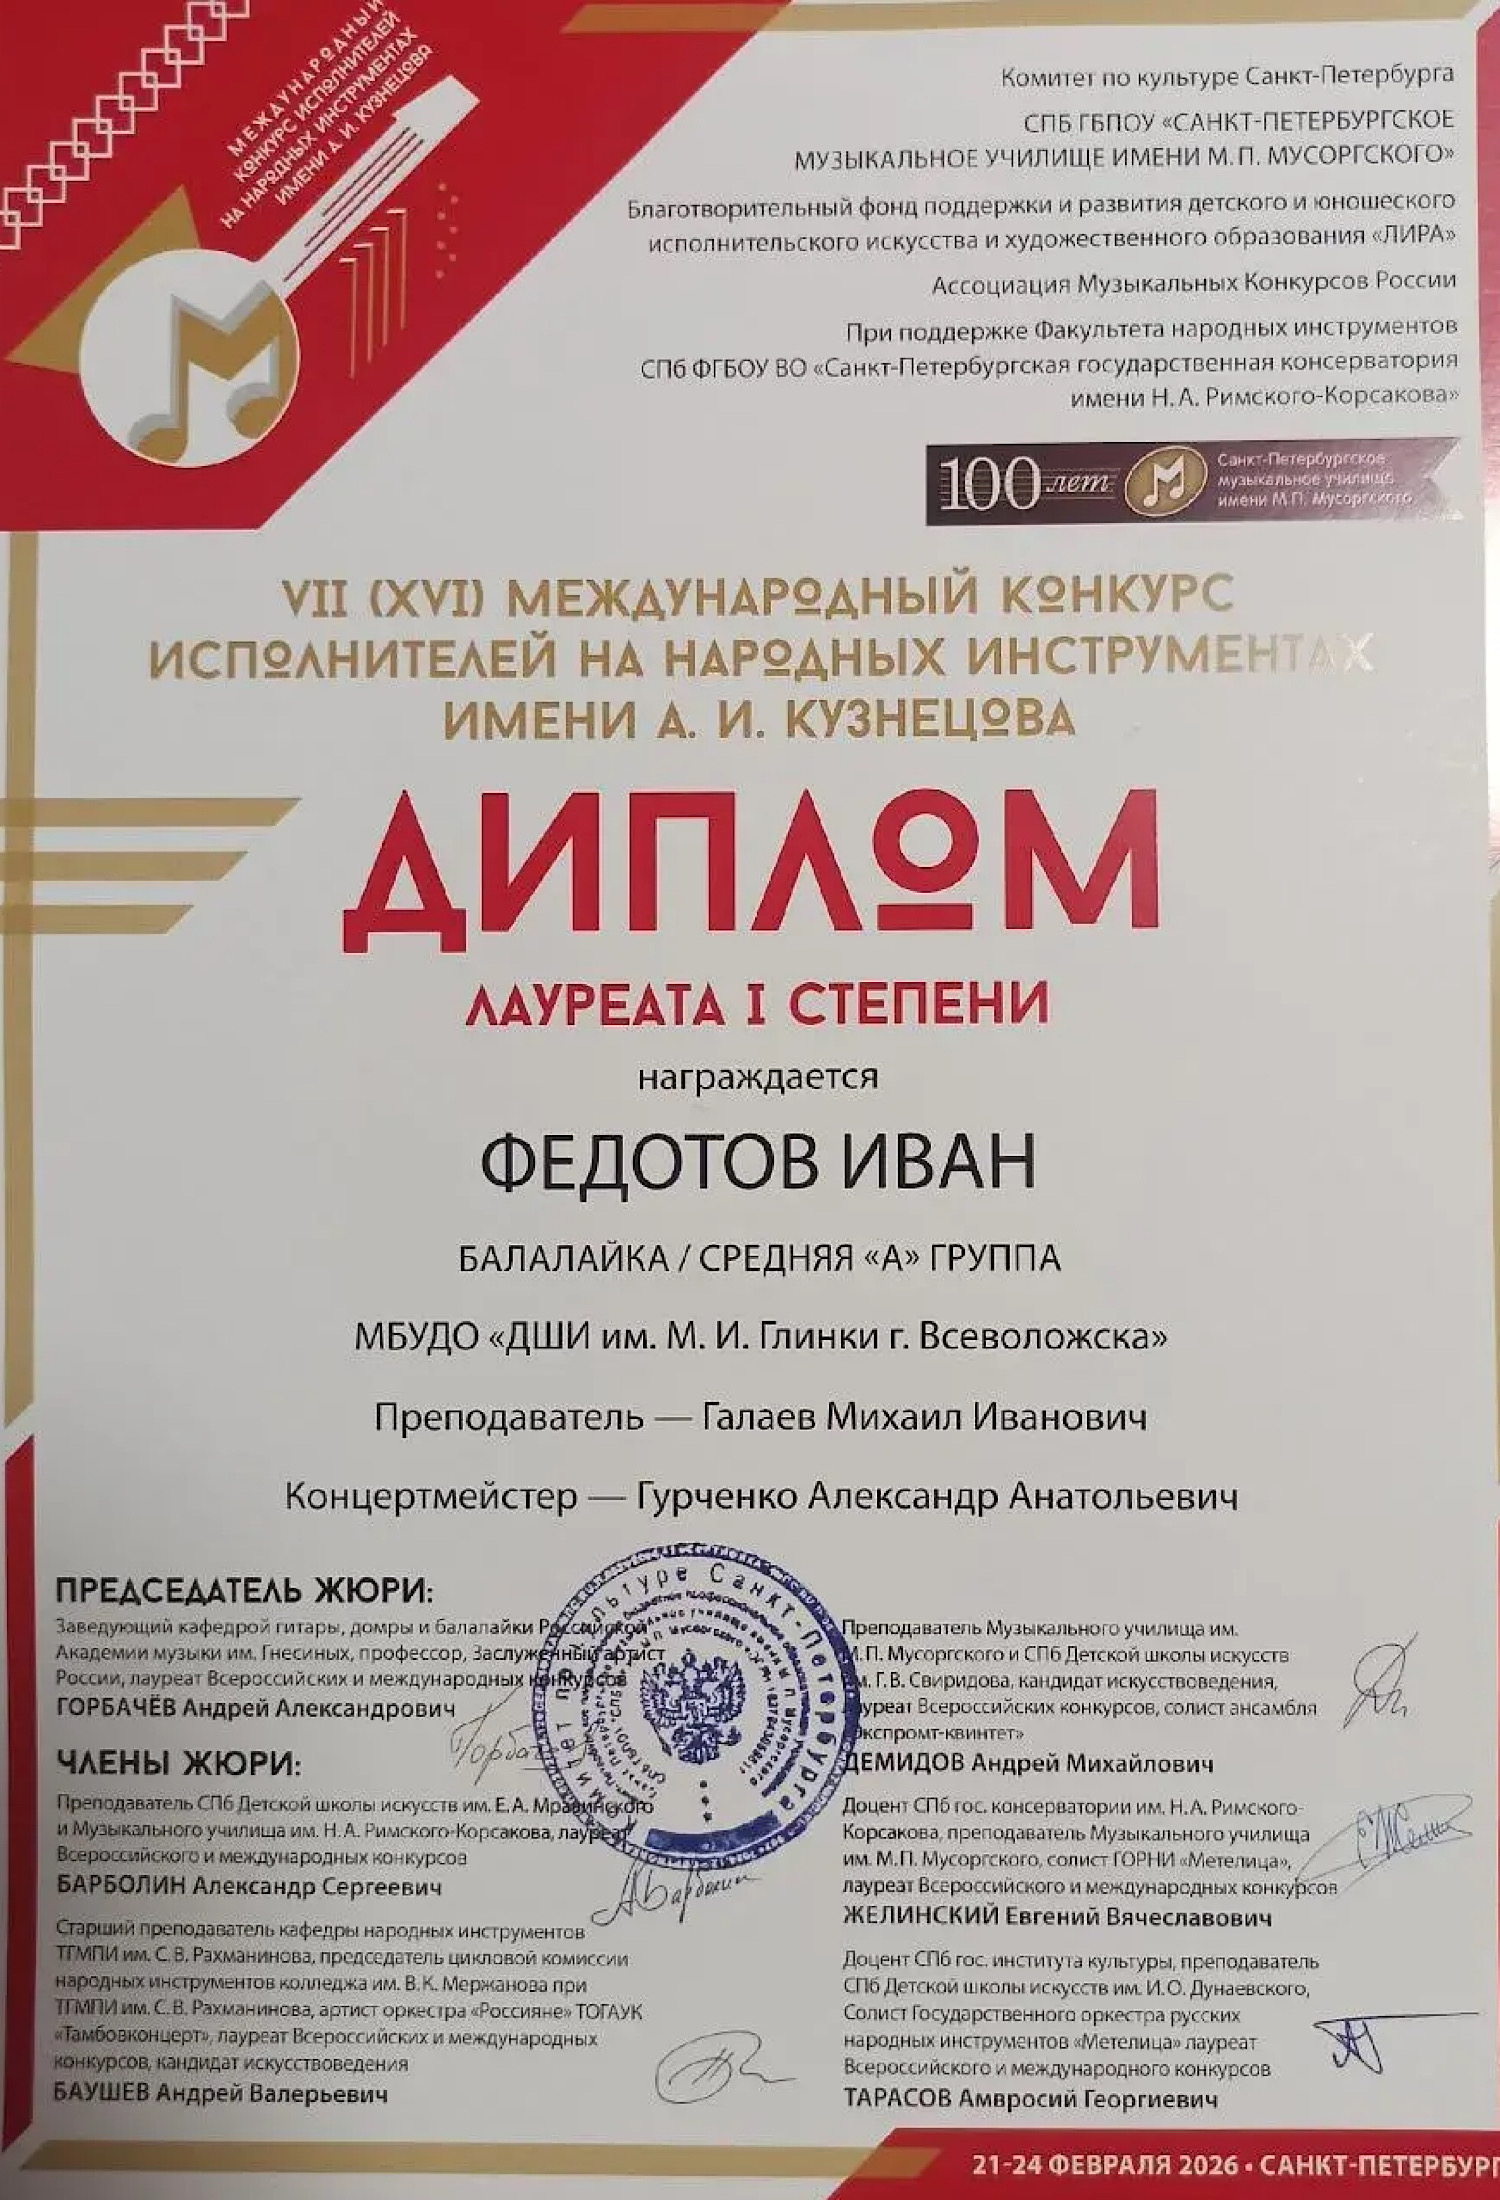 МЕЖДУНАРОДНЫЙ
КОНКУРС ИСПОЛНИТЕЛЕЙ
НА НАРОДНЫХ ИНСТРУМЕНТАХ
ИМЕНИ А. И. КУЗНЕЦОВА
Комитет по культуре Санкт-Петербурга
СПБ ГБПОУ «САНКТ-ПЕТЕРБУРГСКОЕ
МУЗЫКАЛЬНОЕ УЧИЛИЩЕ ИМЕНИ М.П. МУСОРГСКОГО»
Благотворительный фонд поддержки и развития детского и юношеского
исполнительского искусства и художественного образования «ЛИРА»
Ассоциация Музыкальных Конкурсов России
При поддержке Факультета народных инструментов
СПб ФГБОУ ВО «Санкт-Петербургская государственная консерватория
имени Н.А. Римского-Корсакова»
100 лет
Санкт-Петербургское
музыкальное училище
имени М.П. Мусоргского
VII (XVI) МЕЖДУНАРОДНЫЙ КОНКУРС
ИСПОЛНИТЕЛЕЙ НА НАРОДНЫХ ИНСТРУМЕНТАХ
ИМЕНИ А. И. КУЗНЕЦОВА
ДИПЛОМ
ЛАУРЕАТА I СТЕПЕНИ
награждается
ФЕДОТОВ ИВАН
БАЛАЛАЙКА / СРЕДНЯЯ «А» ГРУППА
МБУДО «ДШИ им. М. И. Глинки г. Всеволожска»
Преподаватель — Галаев Михаил Иванович
Концертмейстер — Гурченко Александр Анатольевич
ПРЕДСЕДАТЕЛЬ ЖЮРИ:
Заведующий кафедрой гитары, домры и балалайки Российской
Академии музыки им. Гнесиных, профессор, Заслуженный артист
России, лауреат Всероссийских и международных конкурсов
ГОРБАЧЁВ Андрей Александрович
ЧЛЕНЫ ЖЮРИ:
Преподаватель СПб Детской школы искусств им. Е.А. Мравинского
и Музыкального училища им. Н.А. Римского-Корсакова, лауреат
Всероссийского и международных конкурсов
БАРБОЛИН Александр Сергеевич
Старший преподаватель кафедры народных инструментов
ТГМПИ им. С.В. Рахманинова, председатель цикловой комиссии
народных инструментов колледжа им. В.К. Мержанова при
ТГМПИ им. С.В. Рахманинова, артист оркестра «Россияне» ТОГАУК
«Тамбовконцерт», лауреат Всероссийских и международных
конкурсов, кандидат искусствоведения
БАУШЕВ Андрей Валерьевич
Комитет по культуре Санкт-Петербурга
Преподаватель Музыкального училища им.
М.П. Мусоргского и СПб Детской школы искусств
им. Г.В. Свиридова, кандидат искусствоведения,
лауреат Всероссийских конкурсов, солист ансамбля
«Экспромт-квинтет»
ДЕМИДОВ Андрей Михайлович
Доцент СПб гос. консерватории им. Н.А. Римского-
Корсакова, преподаватель Музыкального училища
им. М.П. Мусоргского, солист ГОРНИ «Метелица»,
лауреат Всероссийского и международных конкурсов
ЖЕЛИНСКИЙ Евгений Вячеславович
Доцент СПб гос. института культуры, преподаватель
СПб Детской школы искусств им. И.О. Дунаевского,
Солист Государственного оркестра русских
народных инструментов «Метелица» лауреат
Всероссийского и международного конкурсов
ТАРАСОВ Амвросий Георгиевич
21-24 ФЕВРАЛЯ 2026 • САНКТ-ПЕТЕРБУРГ